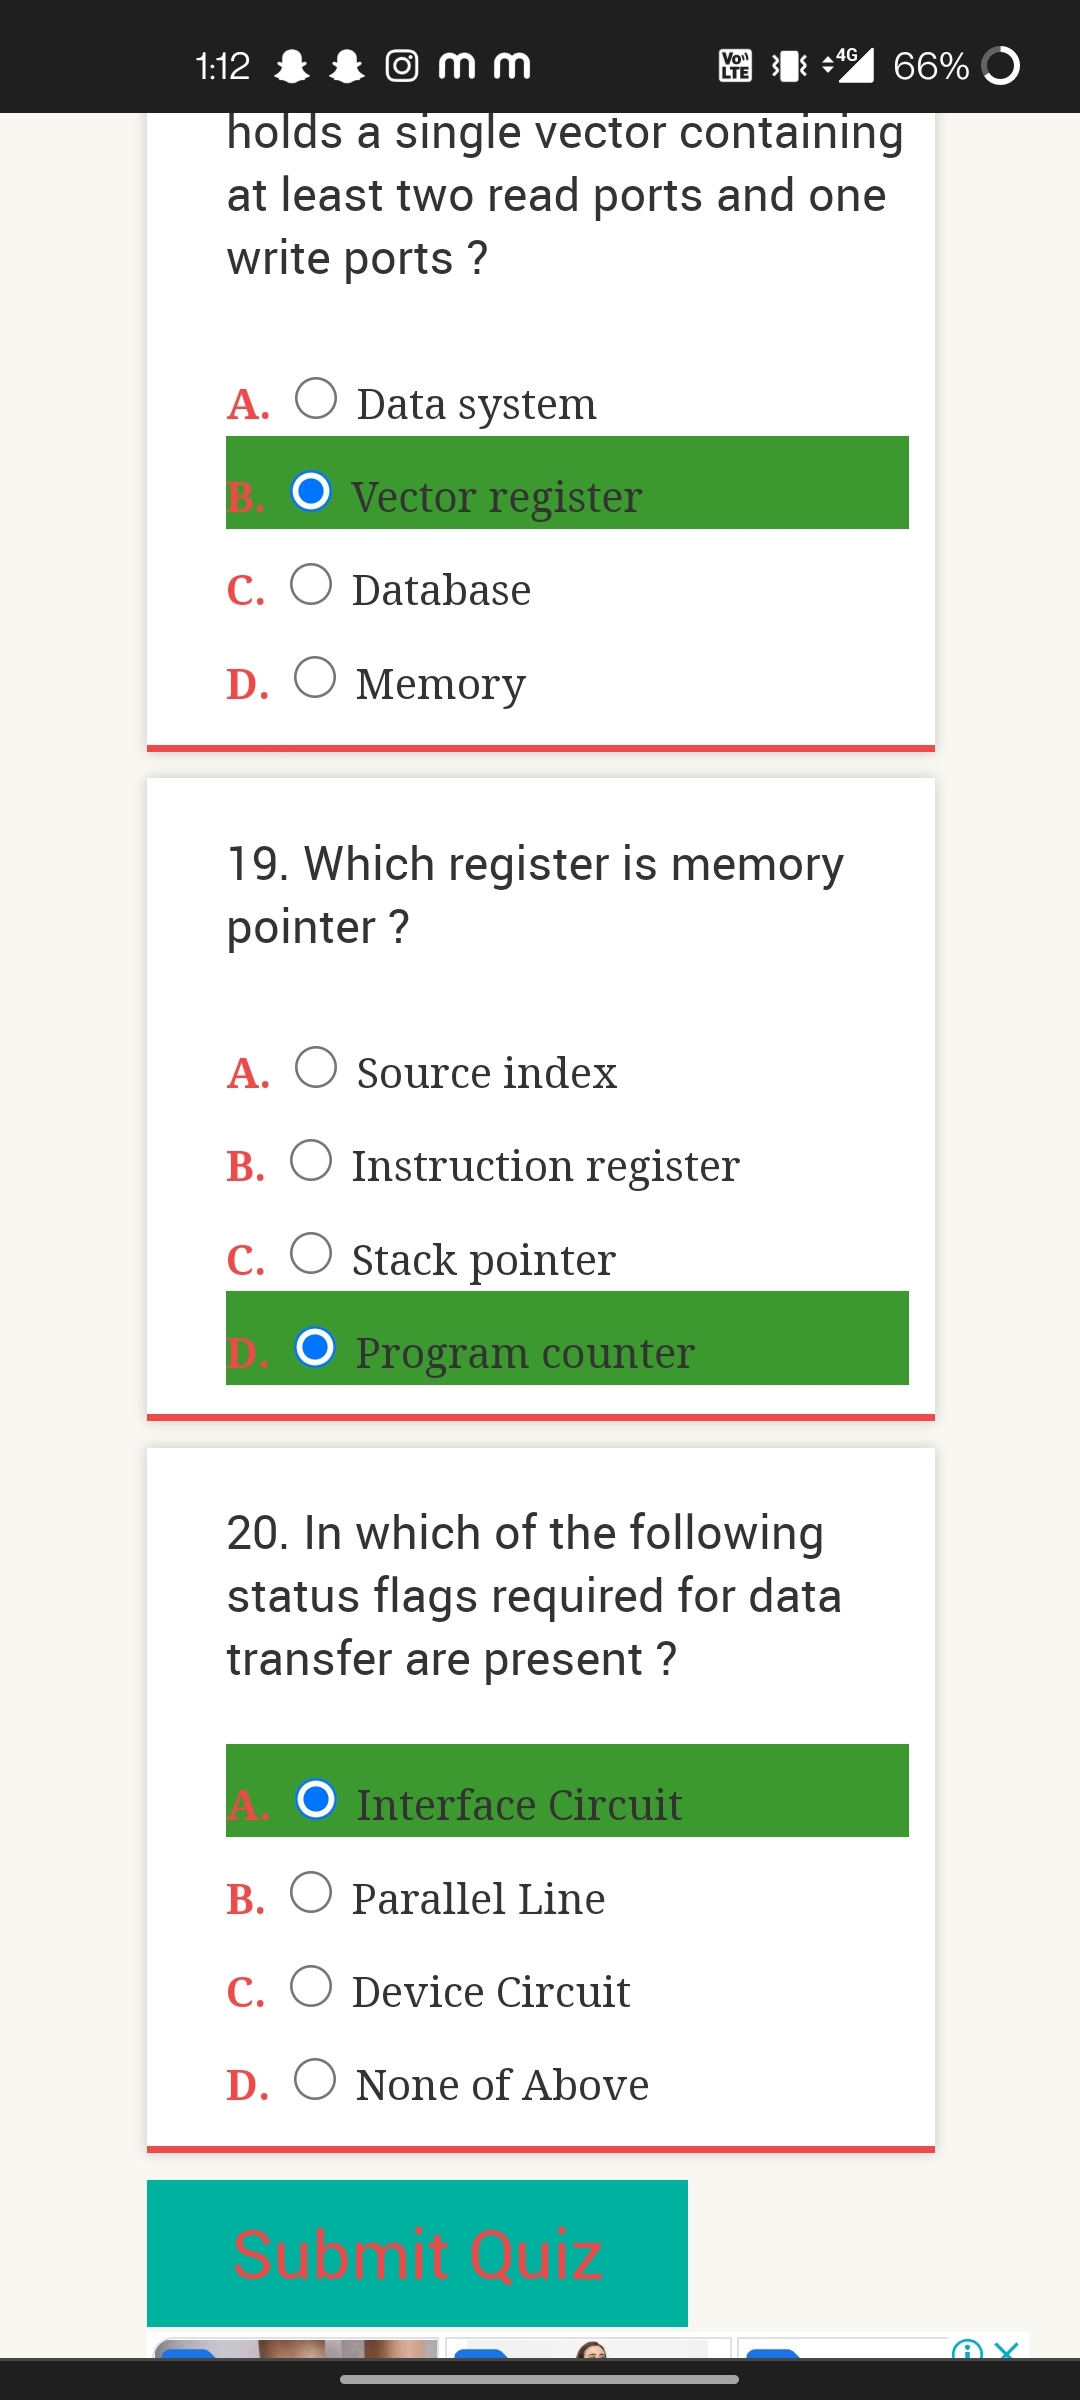 1:12
Vo))
LTE
4G
66%
holds a single vector containing
at least two read ports and one
write ports ?
A. Data system
B. Vector register
C. Database
D. Memory
19. Which register is memory
pointer ?
A. Source index
B. Instruction register
C. Stack pointer
D. Program counter
20. In which of the following
status flags required for data
transfer are present ?
A. Interface Circuit
B. Parallel Line
C. Device Circuit
D. None of Above
Submit Quiz